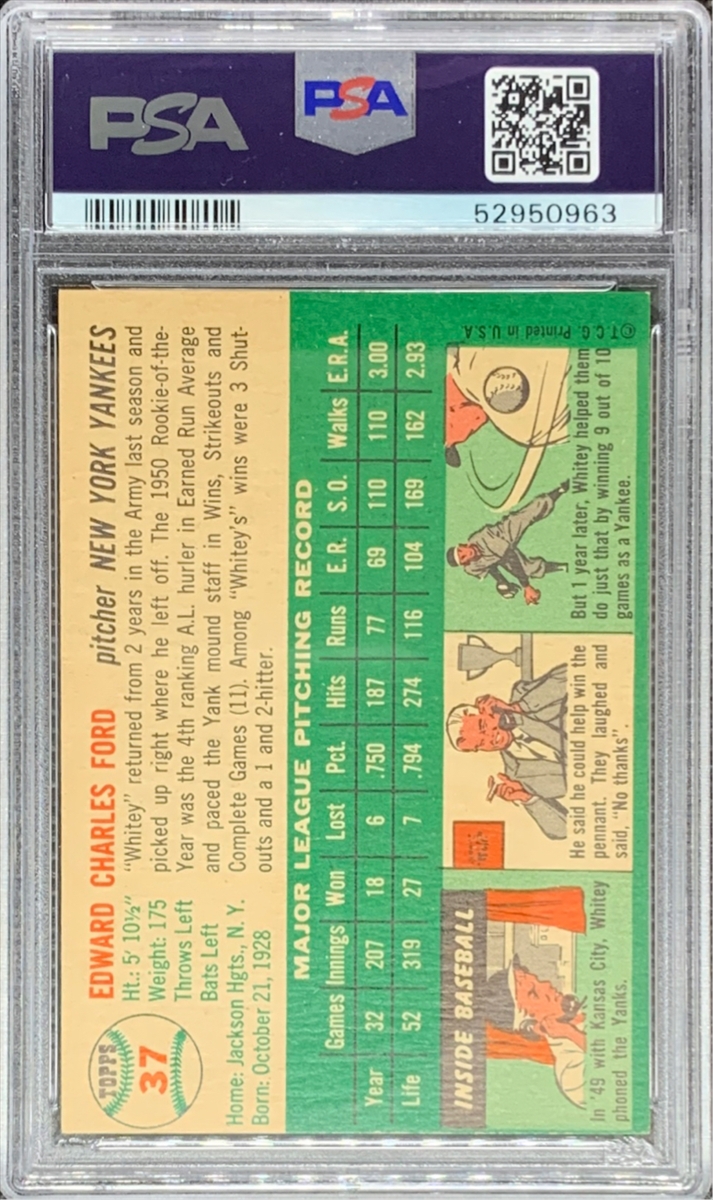 PSA
PSA
52950963
TOPPS
37
EDWARD CHARLES FORD pitcher NEW YORK YANKEES
Ht.: 5' 10½"
Weight: 175
Throws Left
Bats Left
Home: Jackson Hgts., N. Y.
Born: October 21, 1928
"Whitey" returned from 2 years in the Army last season and
picked up right where he left off. The 1950 Rookie-of-the-
Year was the 4th ranking A.L. hurler in Earned Run Average
and paced the Yank mound staff in Wins, Strikeouts and
Complete Games (11). Among "Whitey's" wins were 3 Shut-
outs and a 1 and 2-hitter.
MAJOR LEAGUE PITCHING RECORD
Games Innings Won Lost Pct. Hits Runs E.R. S.O. Walks E.R.A.
Year 32 207 18 6 .750 187 77 69 110 110 3.00
Life 52 319 27 7 .794 274 116 104 169 162 2.93
INSIDE BASEBALL
In '49 with Kansas City, Whitey
phoned the Yanks.
He said he could help win the
pennant. They laughed and
said, "No thanks".
But 1 year later, Whitey helped them
do just that by winning 9 out of 10
games as a Yankee.
©T.C.G. Printed in U.S.A.